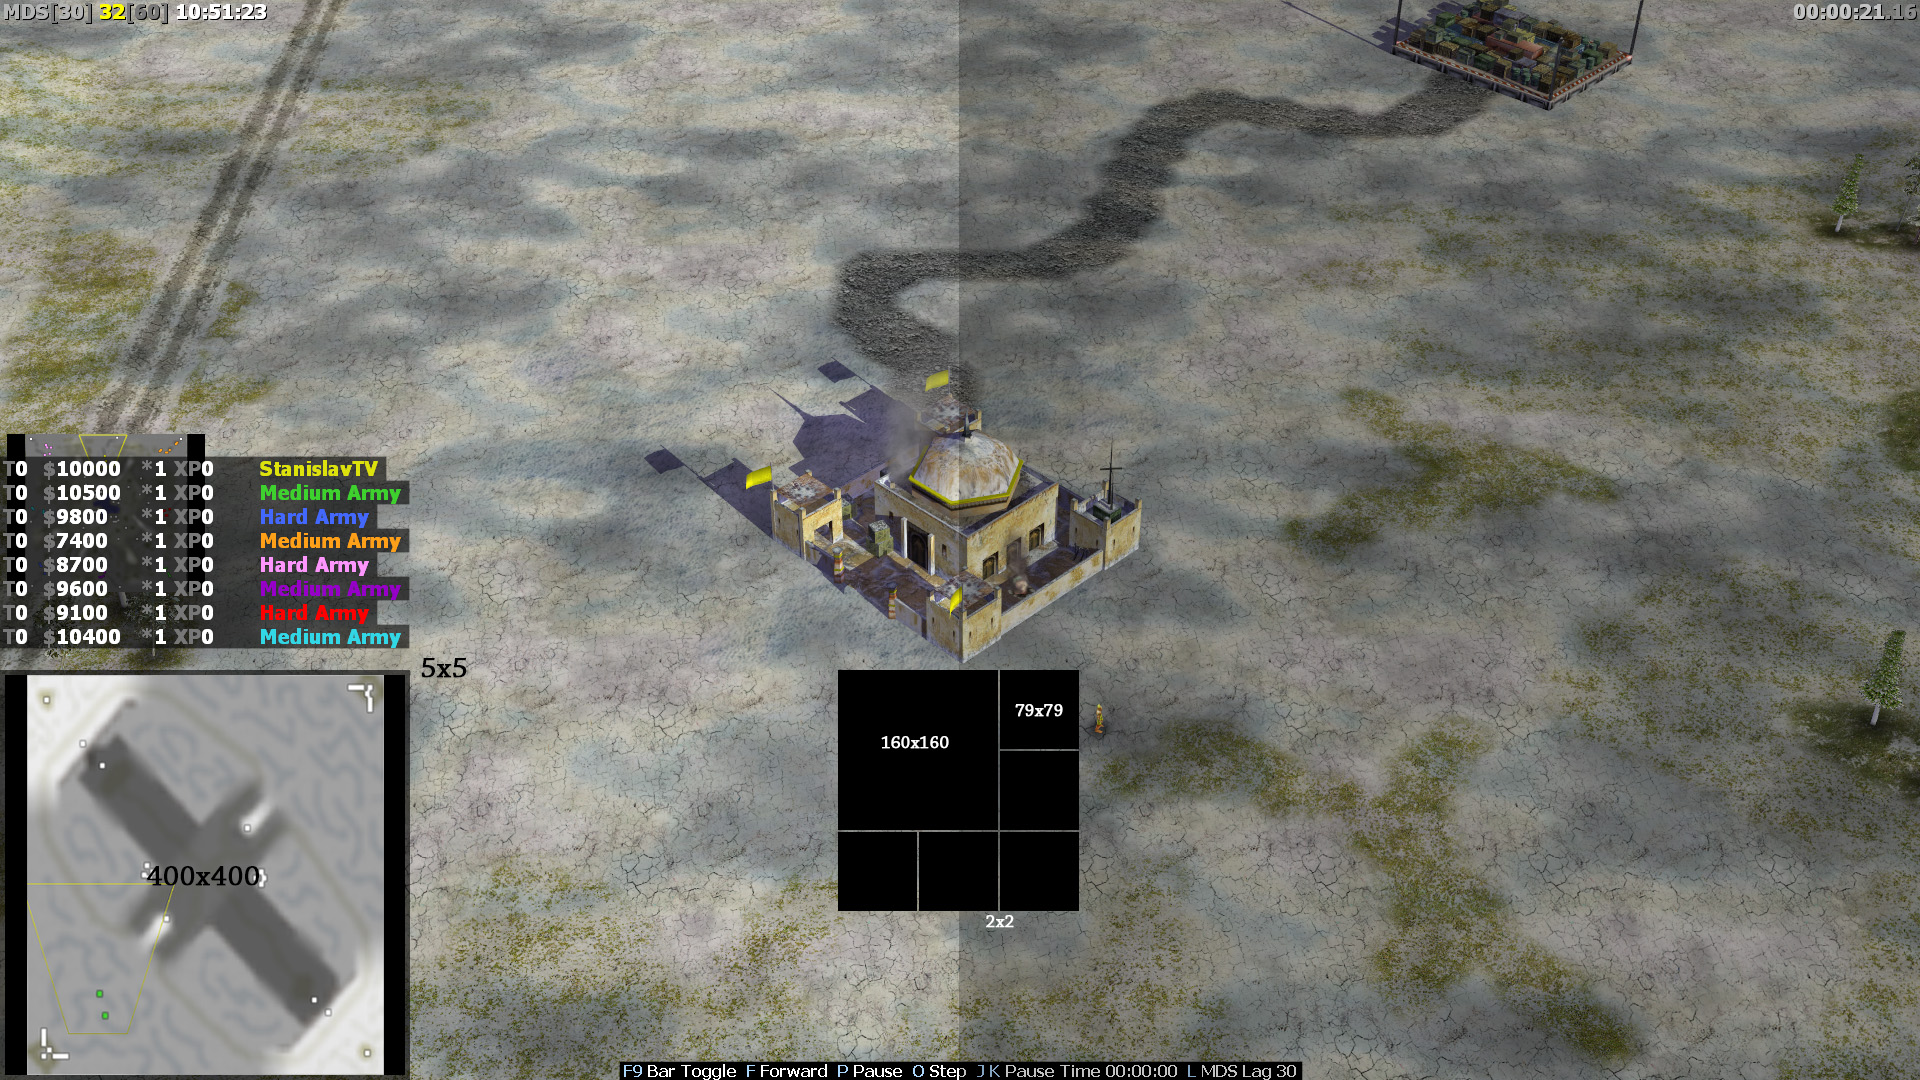 MDS[30] 32[60] 10:51:23
00:00:21.16
T0 $10000 *1 XP0 StanislavTV
T0 $10500 *1 XP0 Medium Army
T0 $9800 *1 XP0 Hard Army
T0 $7400 *1 XP0 Medium Army
T0 $8700 *1 XP0 Hard Army
T0 $9600 *1 XP0 Medium Army
T0 $9100 *1 XP0 Hard Army
T0 $10400 *1 XP0 Medium Army
5x5
79x79
160x160
400x400
2x2
F9 Bar Toggle F Forward P Pause O Step J K Pause Time 00:00:00 L MDS Lag 30